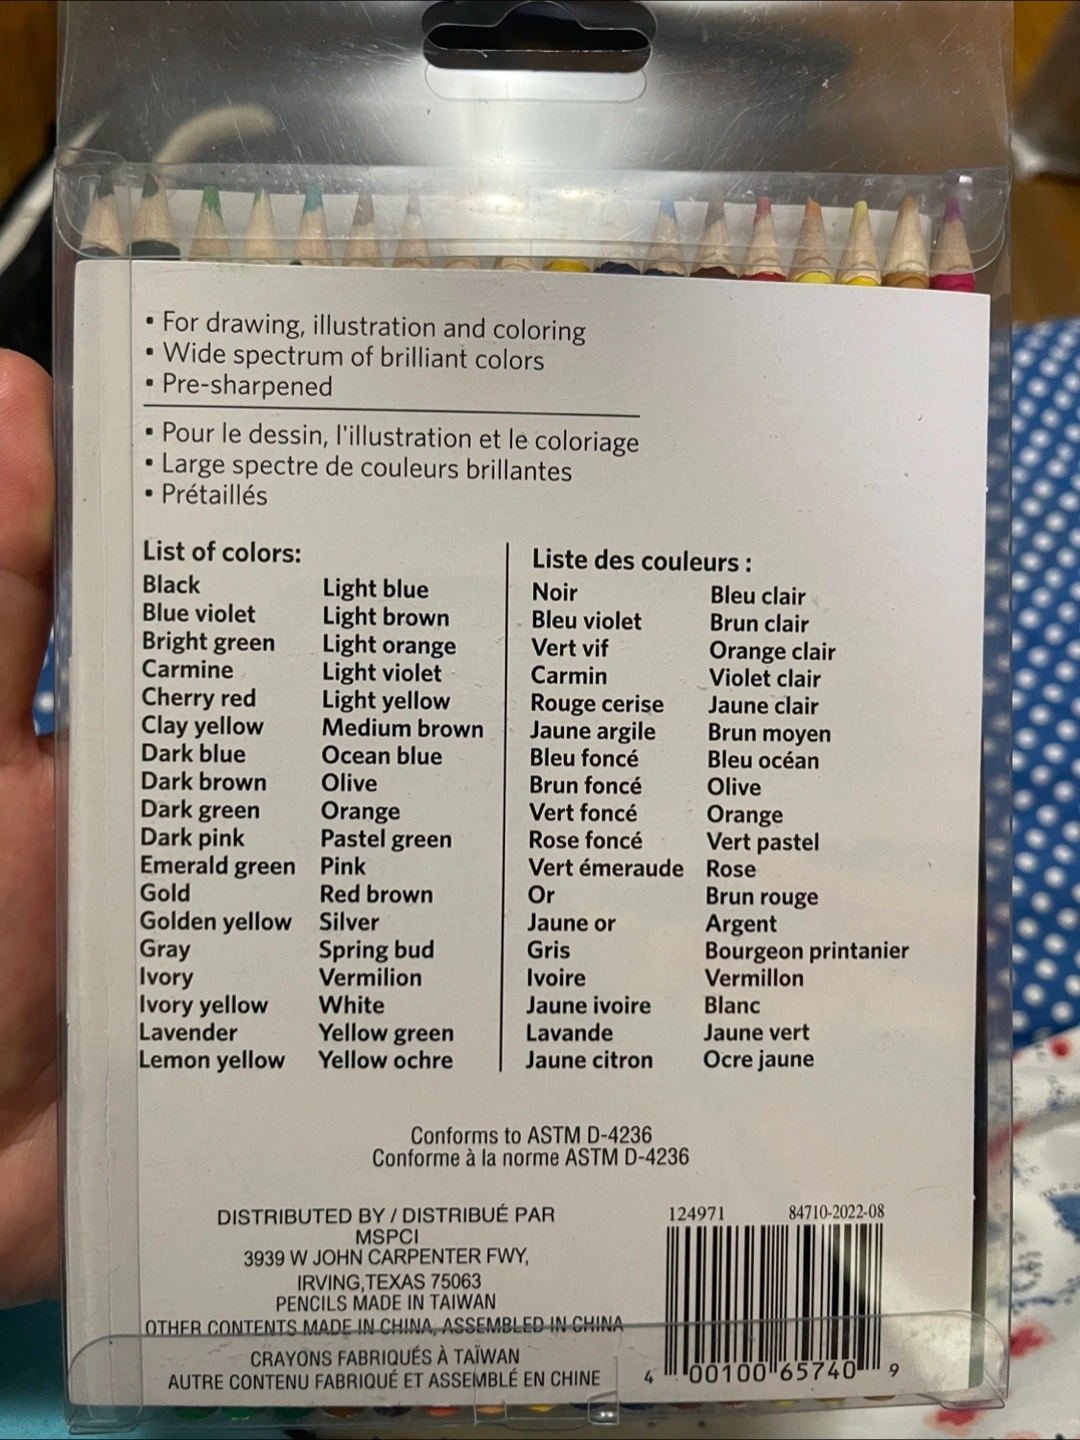 ▪ For drawing, illustration and coloring
▪ Wide spectrum of brilliant colors
▪ Pre-sharpened
▪ Pour le dessin, l'illustration et le coloriage
▪ Large spectre de couleurs brillantes
▪ Prétaillés
List of colors:
Black
Blue violet
Bright green
Carmine
Cherry red
Clay yellow
Dark blue
Dark brown
Dark green
Dark pink
Emerald green
Gold
Golden yellow
Gray
Ivory
Ivory yellow
Lavender
Lemon yellow
Light blue
Light brown
Light orange
Light violet
Light yellow
Medium brown
Ocean blue
Olive
Orange
Pastel green
Pink
Red brown
Silver
Spring bud
Vermilion
White
Yellow green
Yellow ochre
Liste des couleurs :
Noir
Bleu violet
Vert vif
Carmin
Rouge cerise
Jaune argile
Bleu foncé
Brun foncé
Vert foncé
Rose foncé
Vert émeraude
Or
Jaune or
Gris
Ivoire
Jaune ivoire
Lavande
Jaune citron
Bleu clair
Brun clair
Orange clair
Violet clair
Jaune clair
Brun moyen
Bleu océan
Olive
Orange
Vert pastel
Rose
Brun rouge
Argent
Bourgeon printanier
Vermillon
Blanc
Jaune vert
Ocre jaune
Conforms to ASTM D-4236
Conforme à la norme ASTM D-4236
DISTRIBUTED BY / DISTRIBUÉ PAR
MSPCI
3939 W JOHN CARPENTER FWY,
IRVING,TEXAS 75063
PENCILS MADE IN TAIWAN
OTHER CONTENTS MADE IN CHINA, ASSEMBLED IN CHINA
CRAYONS FABRIQUÉS À TAÏWAN
AUTRE CONTENU FABRIQUÉ ET ASSEMBLÉ EN CHINE
124971 84710-2022-08
4 00100 65740 9